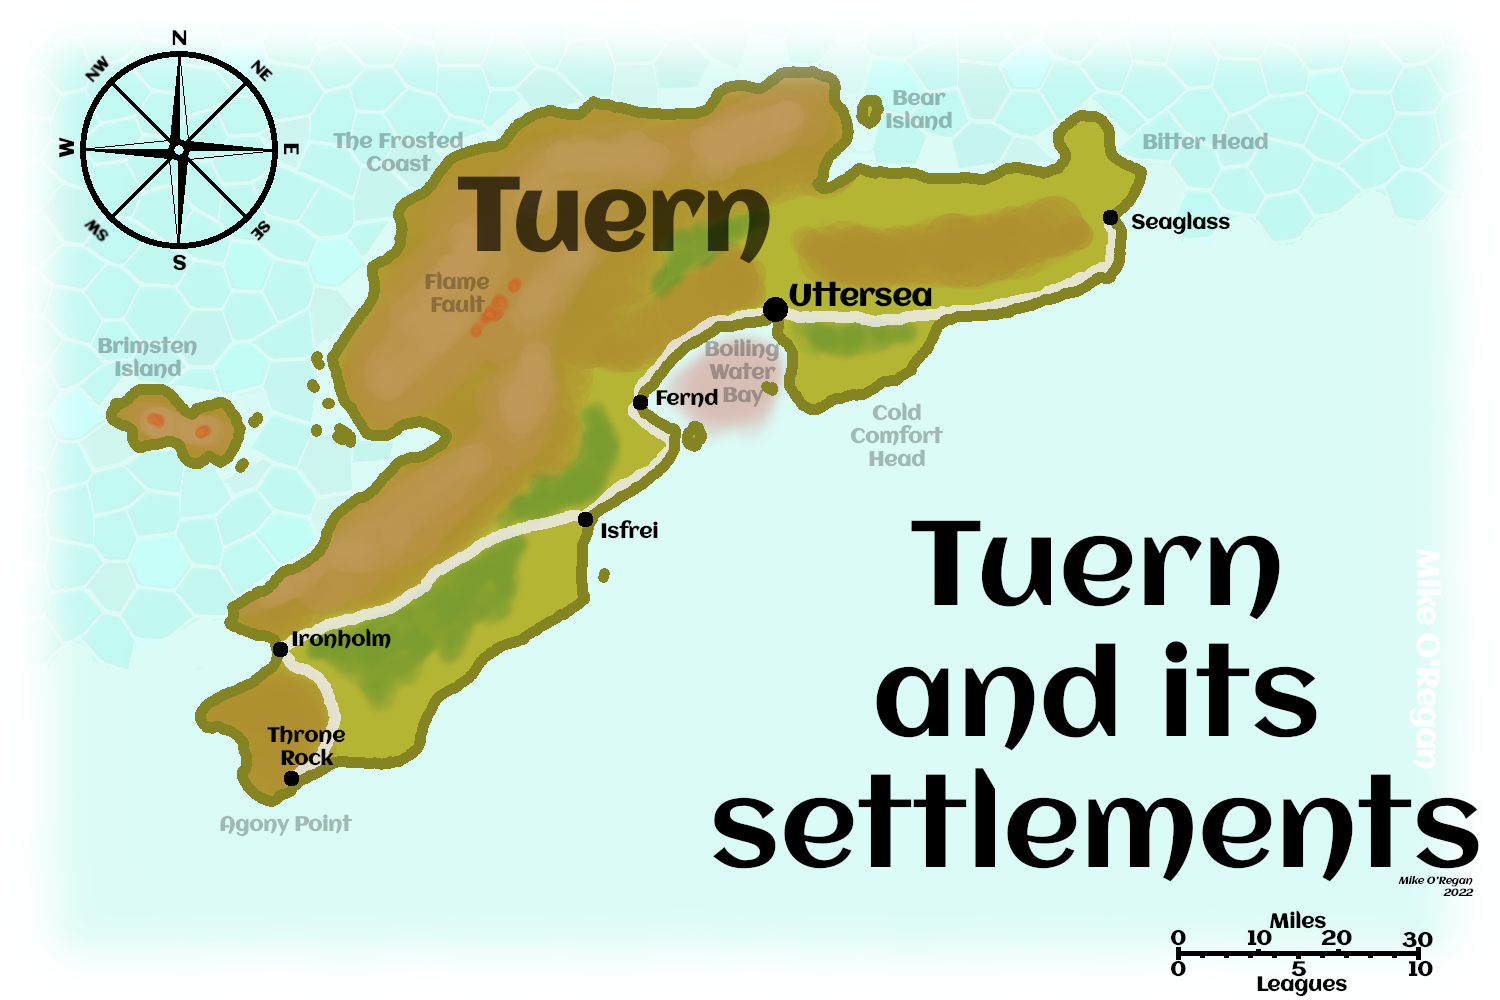 N
NW
NE
W
E
SW
SE
S
The Frosted
Coast
Bear
Island
Bitter Head
Tuern
Seaglass
Flame
Fault
Uttersea
Brimsten
Island
Boiling
Water
Bay
Fernd
Cold
Comfort
Head
Isfrei
Ironholm
Throne
Rock
Agony Point
Tuern
and its
settlements
Mike O'Regan
Mike O'Regan
2022
Miles
0 10 20 30
0 5 10
Leagues